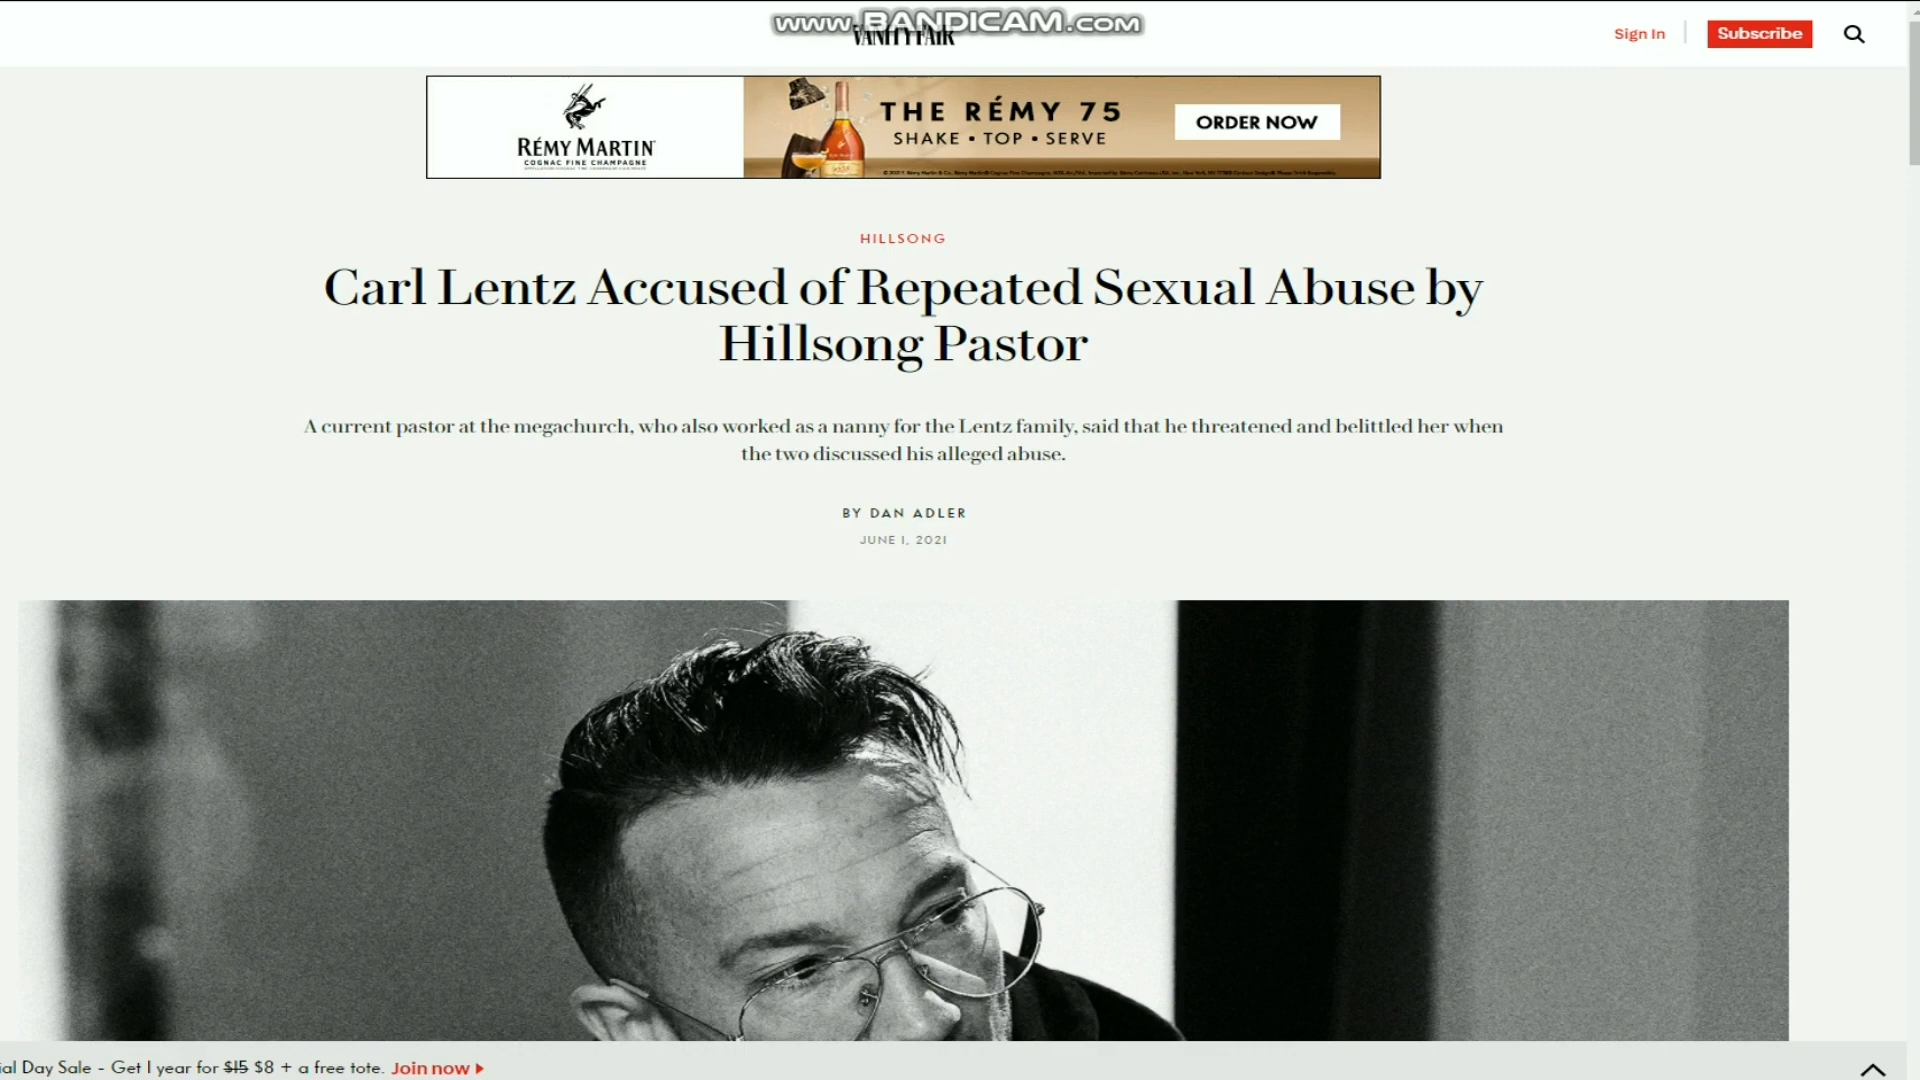 www.BANDICAM.com
VANITY FAIR
Sign In
Subscribe
RÉMY MARTIN
COGNAC FINE CHAMPAGNE
THE RÉMY 75
SHAKE • TOP • SERVE
ORDER NOW
HILLSONG
Carl Lentz Accused of Repeated Sexual Abuse by
Hillsong Pastor
A current pastor at the megachurch, who also worked as a nanny for the Lentz family, said that he threatened and belittled her when
the two discussed his alleged abuse.
BY DAN ADLER
JUNE 1, 2021
ial Day Sale - Get 1 year for $15 $8 + a free tote. Join now